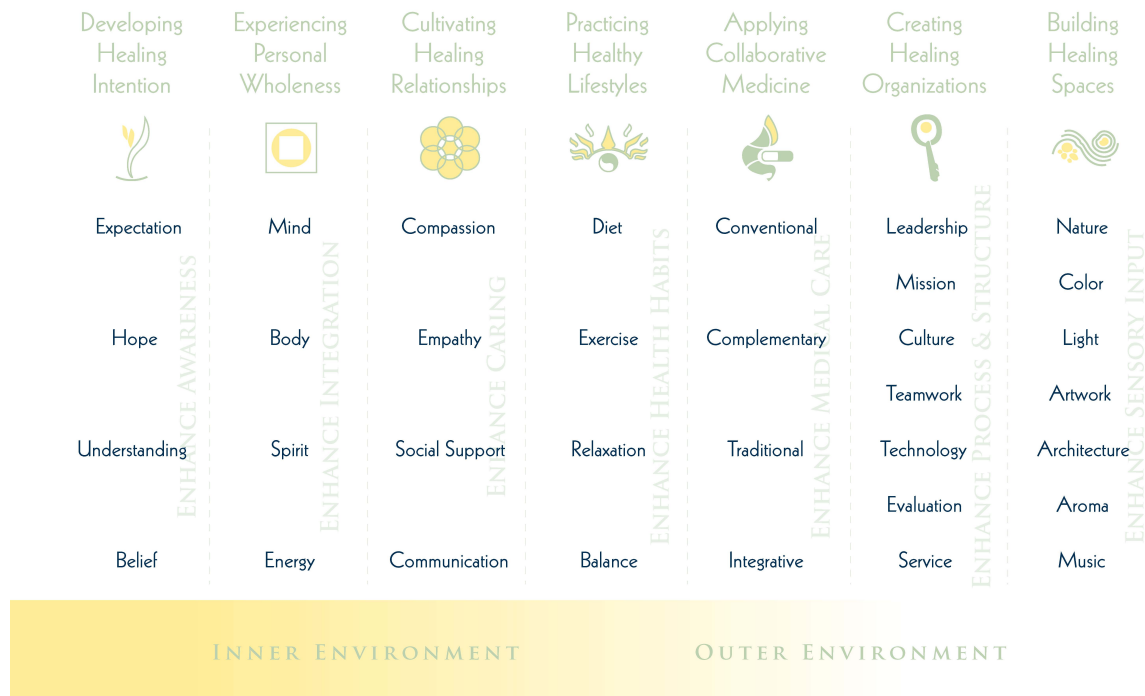 Developing
Healing
Intention
Experiencing
Personal
Wholeness
Cultivating
Healing
Relationships
Practicing
Healthy
Lifestyles
Applying
Collaborative
Medicine
Creating
Healing
Organizations
Building
Healing
Spaces
Expectation
Hope
Understanding
Belief
ENHANCE AWARENESS
Mind
Body
Spirit
Energy
ENHANCE INTEGRATION
Compassion
Empathy
Social Support
Communication
ENHANCE CARING
Diet
Exercise
Relaxation
Balance
ENHANCE HEALTH HABITS
Conventional
Complementary
Traditional
Integrative
ENHANCE MEDICAL CARE
Leadership
Mission
Culture
Teamwork
Technology
Evaluation
Service
ENHANCE PROCESS & STRUCTURE
Nature
Color
Light
Artwork
Architecture
Aroma
Music
ENHANCE SENSORY INPUT
INNER ENVIRONMENT
OUTER ENVIRONMENT